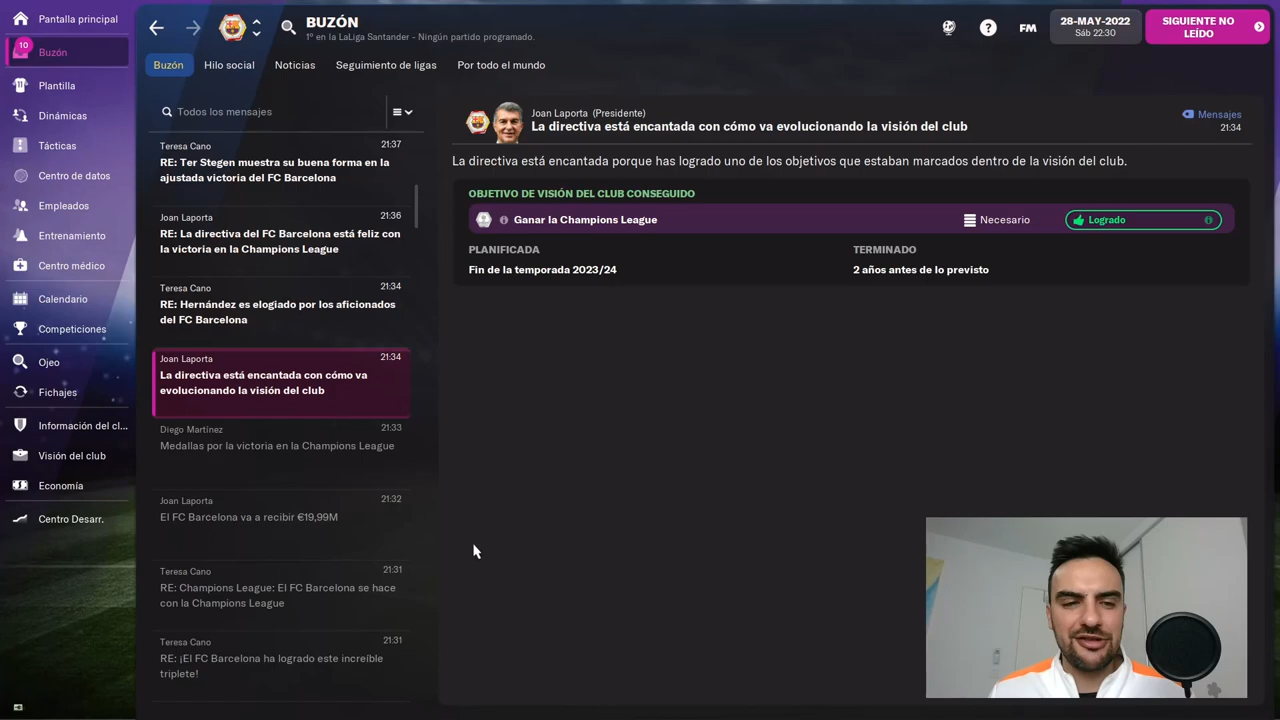 Pantalla principal
10
Buzón
Plantilla
Dinámicas
Tácticas
Centro de datos
Empleados
Entrenamiento
Centro médico
Calendario
Competiciones
Ojeo
Fichajes
Información del cl...
Visión del club
Economía
Centro Desarr.
BUZÓN
1º en la LaLiga Santander - Ningún partido programado.
FM
28-MAY-2022
Sáb 22:30
SIGUIENTE NO LEÍDO
Buzón
Hilo social
Noticias
Seguimiento de ligas
Por todo el mundo
Todos los mensajes
Teresa Cano 21:37
RE: Ter Stegen muestra su buena forma en la
ajustada victoria del FC Barcelona
Joan Laporta 21:36
RE: La directiva del FC Barcelona está feliz con
la victoria en la Champions League
Teresa Cano 21:34
RE: Hernández es elogiado por los aficionados
del FC Barcelona
Joan Laporta 21:34
La directiva está encantada con cómo va
evolucionando la visión del club
Diego Martínez 21:33
Medallas por la victoria en la Champions League
Joan Laporta 21:32
El FC Barcelona va a recibir €19,99M
Teresa Cano 21:31
RE: Champions League: El FC Barcelona se hace
con la Champions League
Teresa Cano 21:31
RE: ¡El FC Barcelona ha logrado este increíble
triplete!
Joan Laporta (Presidente)
La directiva está encantada con cómo va evolucionando la visión del club
Mensajes
21:34
La directiva está encantada porque has logrado uno de los objetivos que estaban marcados dentro de la visión del club.
OBJETIVO DE VISIÓN DEL CLUB CONSEGUIDO
Ganar la Champions League Necesario Logrado
PLANIFICADA TERMINADO
Fin de la temporada 2023/24 2 años antes de lo previsto